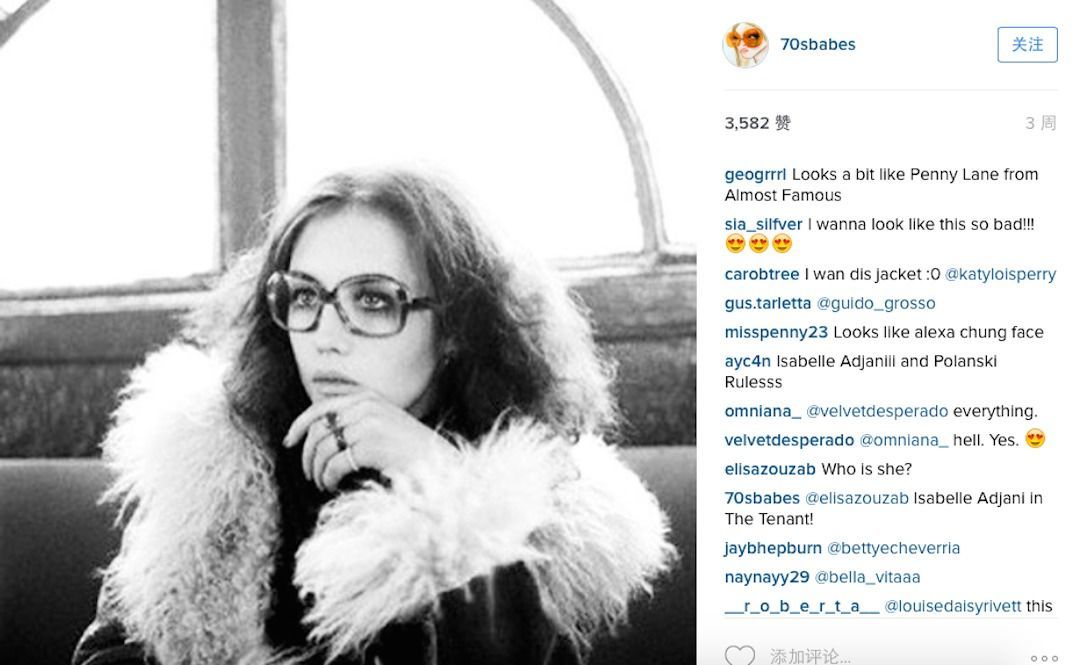 70sbabes
关注
3,582 赞
3 周
geogrrrl Looks a bit like Penny Lane from
Almost Famous
sia_silfver I wanna look like this so bad!!!
😍😍😍
carobtree I wan dis jacket :0 @katyloisperry
gus.tarletta @guido_grosso
misspenny23 Looks like alexa chung face
ayc4n Isabelle Adjaniii and Polanski
Rulesss
omniana_ @velvetdesperado everything.
velvetdesperado @omniana_ hell. Yes. 😍
elisazouzab Who is she?
70sbabes @elisazouzab Isabelle Adjani in
The Tenant!
jaybhepburn @bettyecheverria
naynayy29 @bella_vitaaa
__r_o_b_e_r_t_a__ @louisedaisyrivett this
添加评论...